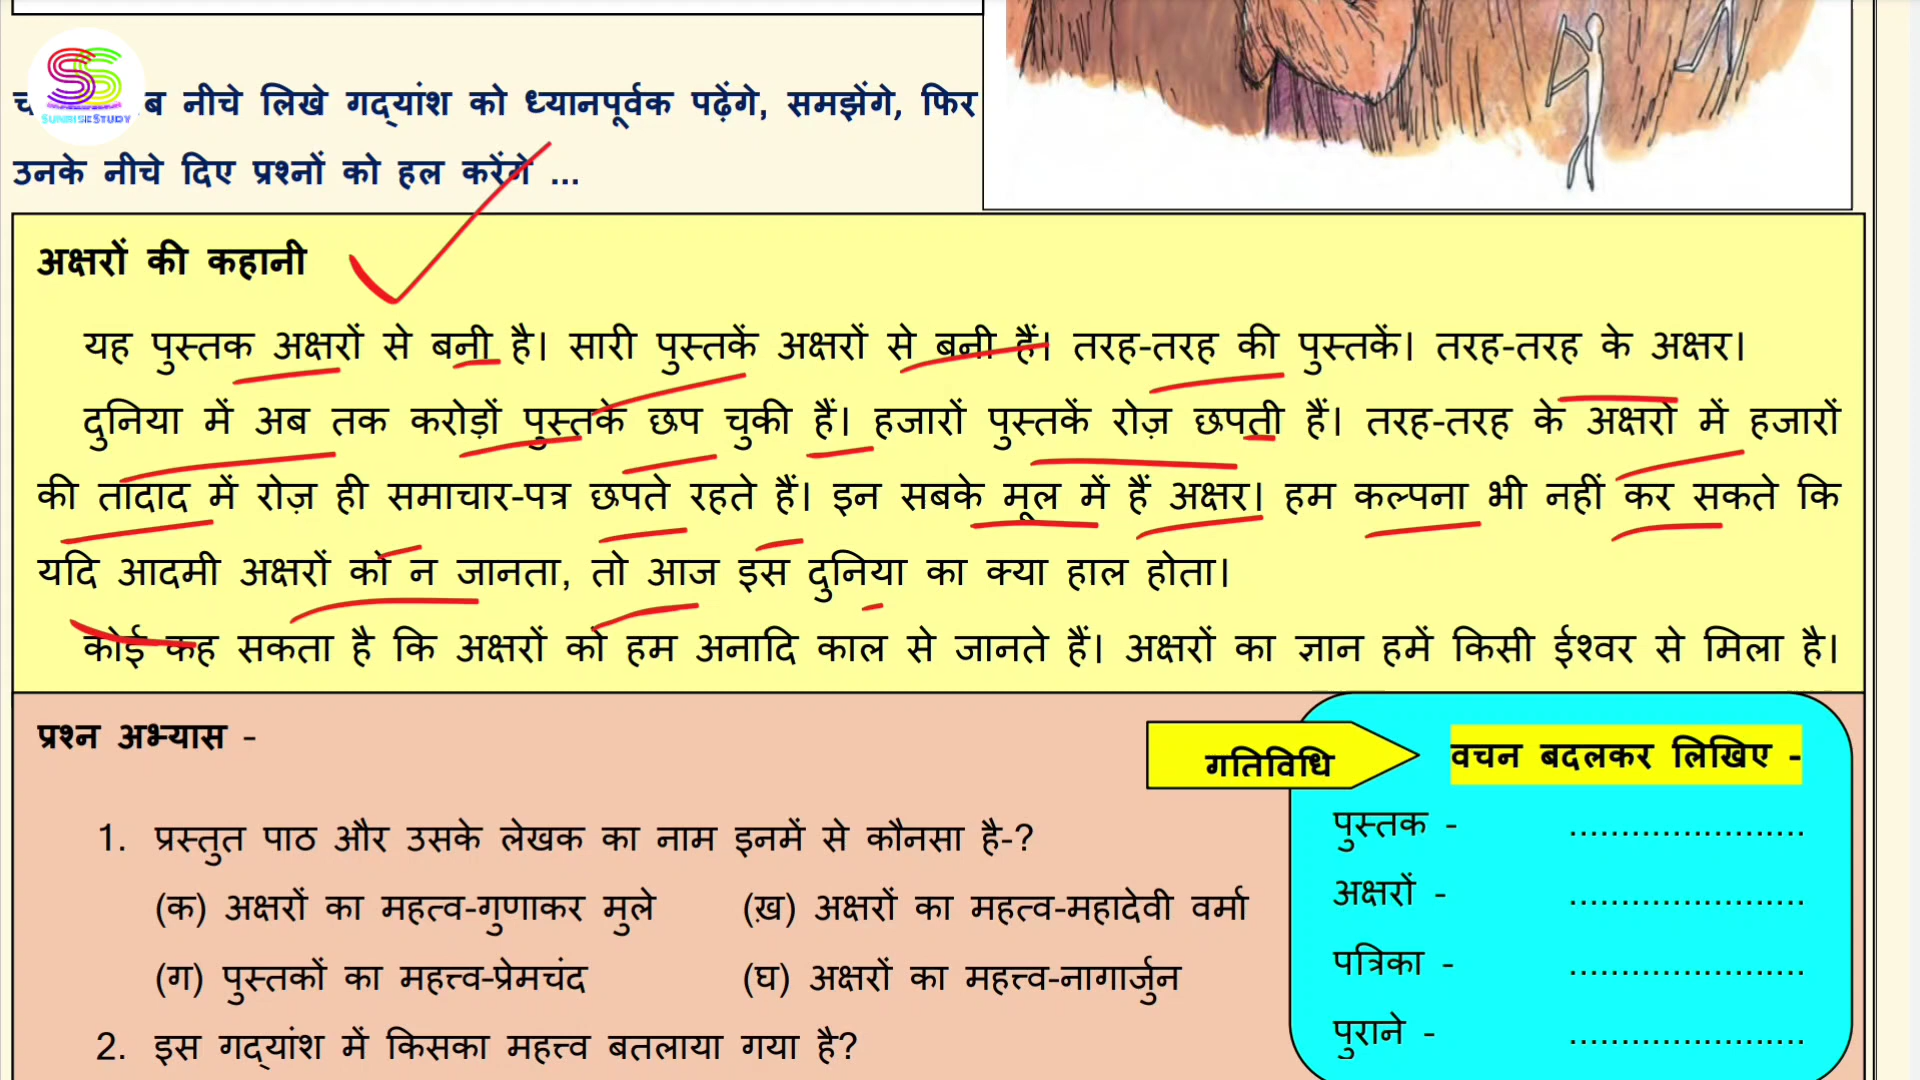 SUNRISESTUDY
नीचे लिखे गद्यांश को ध्यानपूर्वक पढ़ेंगे, समझेंगे, फिर
उनके नीचे दिए प्रश्नों को हल करेंगे ...
अक्षरों की कहानी
यह पुस्तक अक्षरों से बनी है। सारी पुस्तकें अक्षरों से बनी हैं। तरह-तरह की पुस्तकें। तरह-तरह के अक्षर।
दुनिया में अब तक करोड़ों पुस्तके छप चुकी हैं। हजारों पुस्तकें रोज़ छपती हैं। तरह-तरह के अक्षरों में हजारों
की तादाद में रोज़ ही समाचार-पत्र छपते रहते हैं। इन सबके मूल में हैं अक्षर। हम कल्पना भी नहीं कर सकते कि
यदि आदमी अक्षरों को न जानता, तो आज इस दुनिया का क्या हाल होता।
कोई कह सकता है कि अक्षरों को हम अनादि काल से जानते हैं। अक्षरों का ज्ञान हमें किसी ईश्वर से मिला है।
प्रश्न अभ्यास -
1. प्रस्तुत पाठ और उसके लेखक का नाम इनमें से कौनसा है-?
(क) अक्षरों का महत्व-गुणाकर मुले (ख़) अक्षरों का महत्व-महादेवी वर्मा
(ग) पुस्तकों का महत्त्व-प्रेमचंद (घ) अक्षरों का महत्त्व-नागार्जुन
2. इस गद्यांश में किसका महत्त्व बतलाया गया है?
गतिविधि
वचन बदलकर लिखिए -
पुस्तक - .......................
अक्षरों - .......................
पत्रिका - .......................
पुराने - .......................